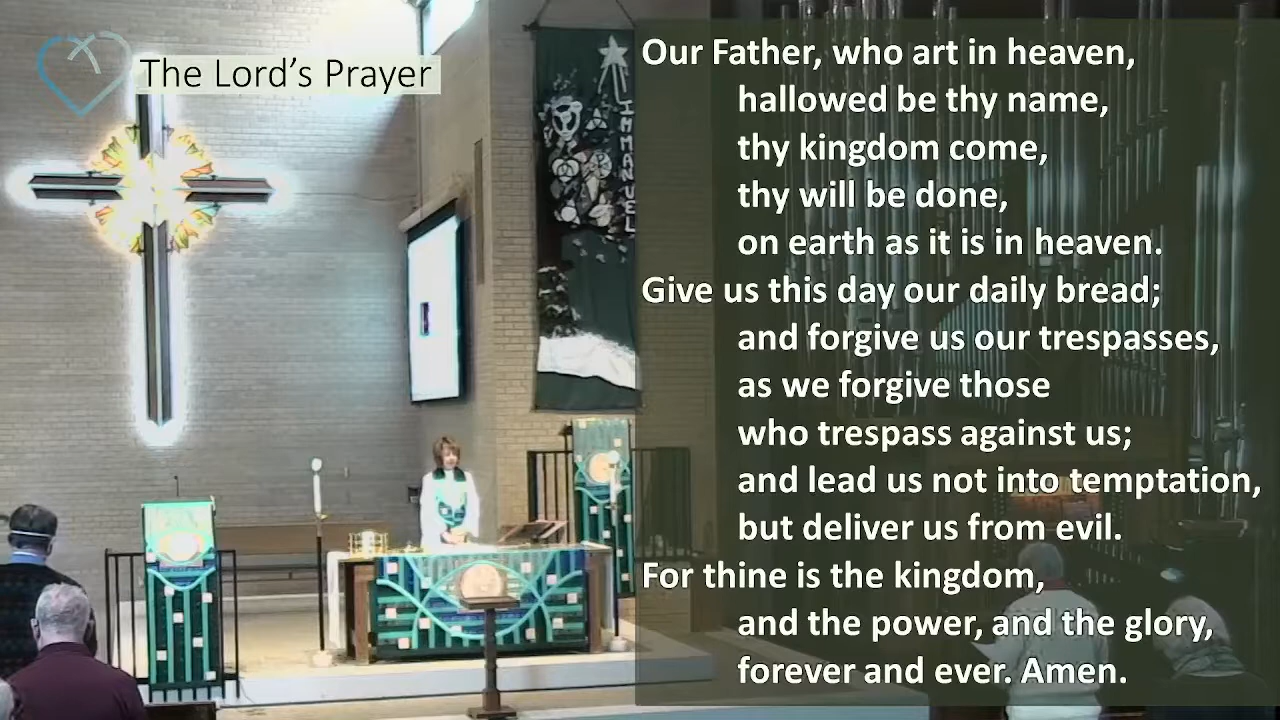 The Lord's Prayer
Our Father, who art in heaven,
hallowed be thy name,
thy kingdom come,
thy will be done,
on earth as it is in heaven.
Give us this day our daily bread;
and forgive us our trespasses,
as we forgive those
who trespass against us;
and lead us not into temptation,
but deliver us from evil.
For thine is the kingdom,
and the power, and the glory,
forever and ever. Amen.
IMMANUEL